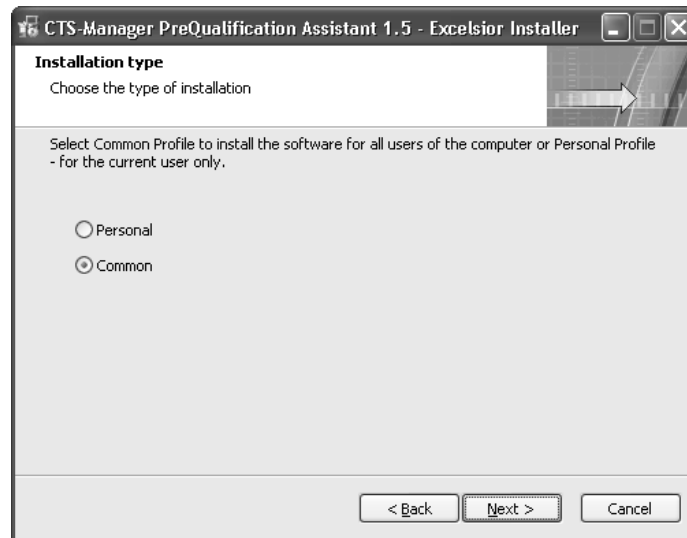 CTS-Manager PreQualification Assistant 1.5 - Excelsior Installer
Installation type
Choose the type of installation
Select Common Profile to install the software for all users of the computer or Personal Profile
- for the current user only.
Personal
Common
< Back
Next >
Cancel